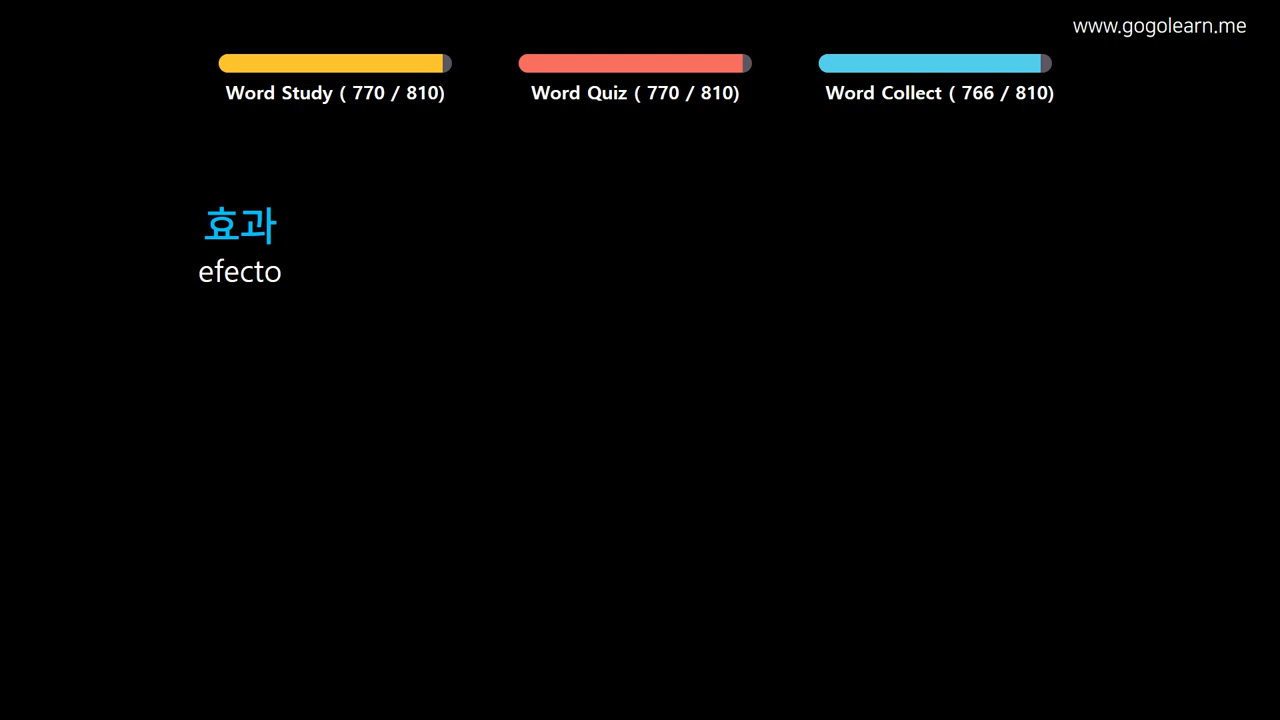 www.gogolearn.me
Word Study ( 770 / 810)
Word Quiz ( 770 / 810)
Word Collect ( 766 / 810)
효과
efecto